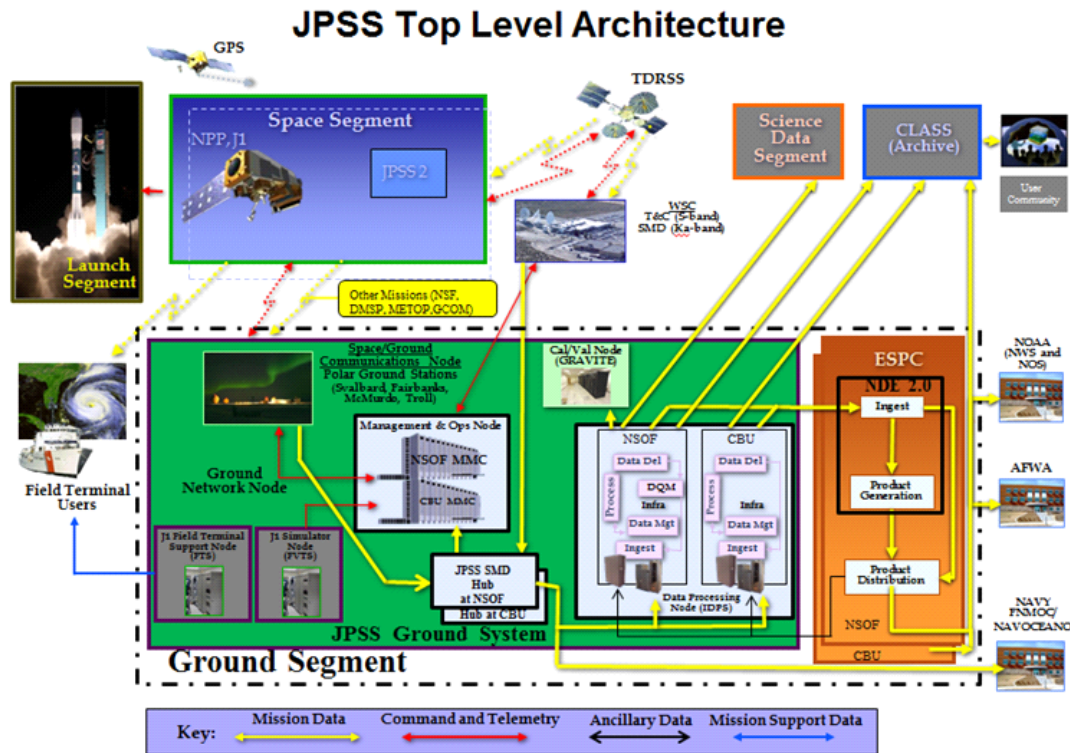 JPSS Top Level Architecture
GPS
TDRSS
Space Segment
NPP, J1
JPSS 2
Launch
Segment
Science
Data
Segment
CLASS
(Archive)
User
Community
WSC
T&C (S-band)
SMD (Ka-band)
Other Missions (NSF,
DMSP, METOP,GCOM)
Space/Ground
Communications Node
Polar Ground Stations
(Svalbard, Fairbanks,
McMurdo, Troll)
Cal/Val Node
(GRAVITE)
ESPC
NDE 2.0
Ingest
Product
Generation
Product
Distribution
NSOF
CBU
NOAA
(NWS and
NOS)
AFWA
NAVY
FNMOC/
NAVOCEANO
Management & Ops Node
NSOF MMC
CBU MMC
Ground
Network Node
Field Terminal
Users
J1 Field Terminal
Support Node
(FTS)
J1 Simulator
Node
(FVTS)
JPSS SMD
Hub
at NSOF
Hub at CBU
NSOF
Data Del
Process
DQM
Infra
Data Mgt
Ingest
CBU
Data Del
Process
Infra
Data Mgt
Ingest
Data Processing
Node (IDPS)
JPSS Ground System
Ground Segment
Key:
Mission Data
Command and Telemetry
Ancillary Data
Mission Support Data